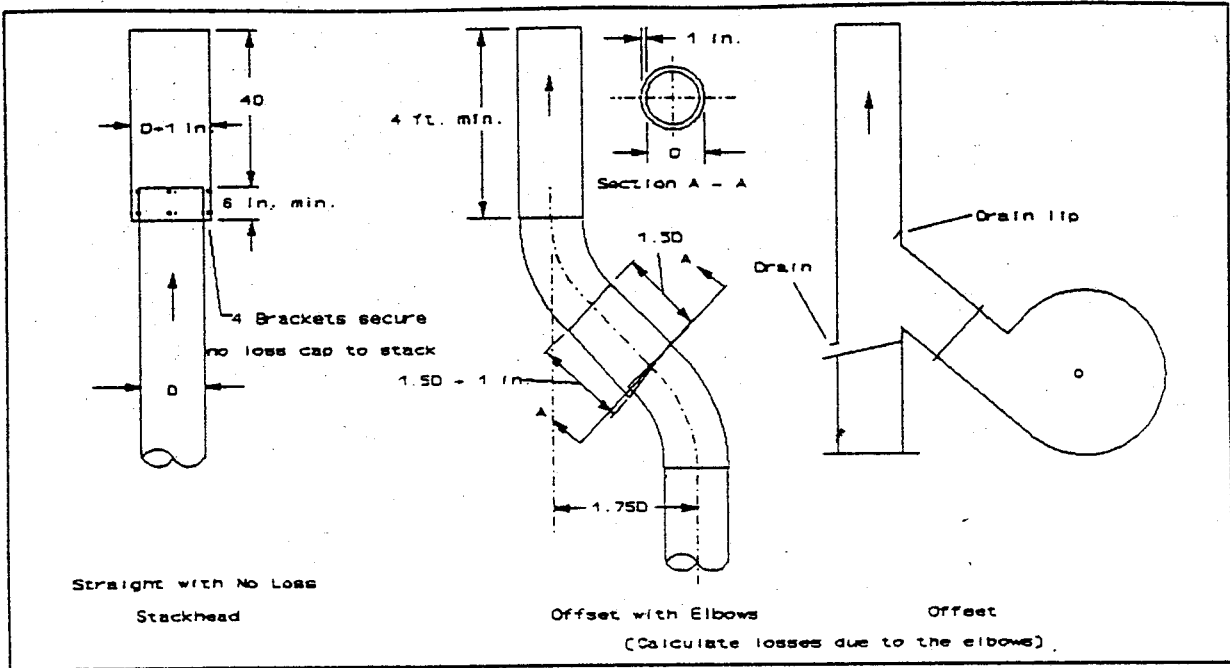 4D
D+1 in.
6 in. min.
4 Brackets secure
no loss cap to stack
D
Straight with No Loss
Stackhead
4 ft. min.
1 in.
D
Section A - A
1.5D
A
1.5D + 1 in.
A
1.75D
Offset with Elbows
(Calculate losses due to the elbows)
Drain lip
Drain
Offset